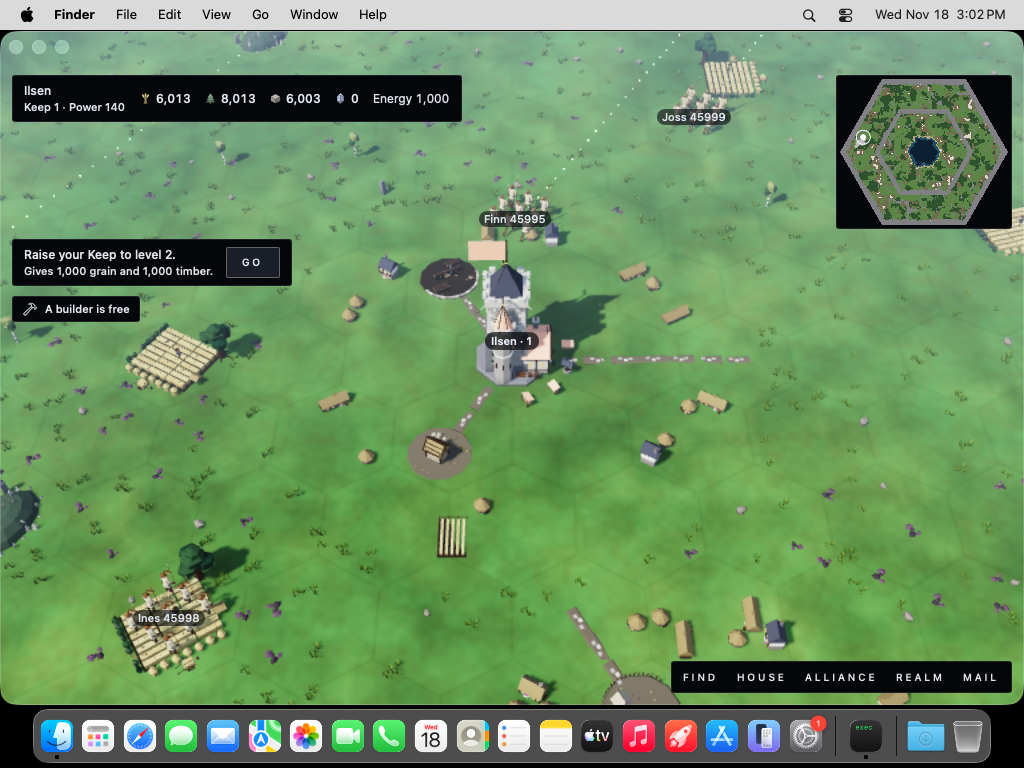 Finder File Edit View Go Window Help Wed Nov 18 3:02 PM
Ilsen
Keep 1 · Power 140
6,013 8,013 6,003 0 Energy 1,000
Joss 45999
Finn 45995
Raise your Keep to level 2.
Gives 1,000 grain and 1,000 timber.
GO
A builder is free
Ilsen · 1
Ines 45998
FIND HOUSE ALLIANCE REALM MAIL
Wed
18
tv
1
exec